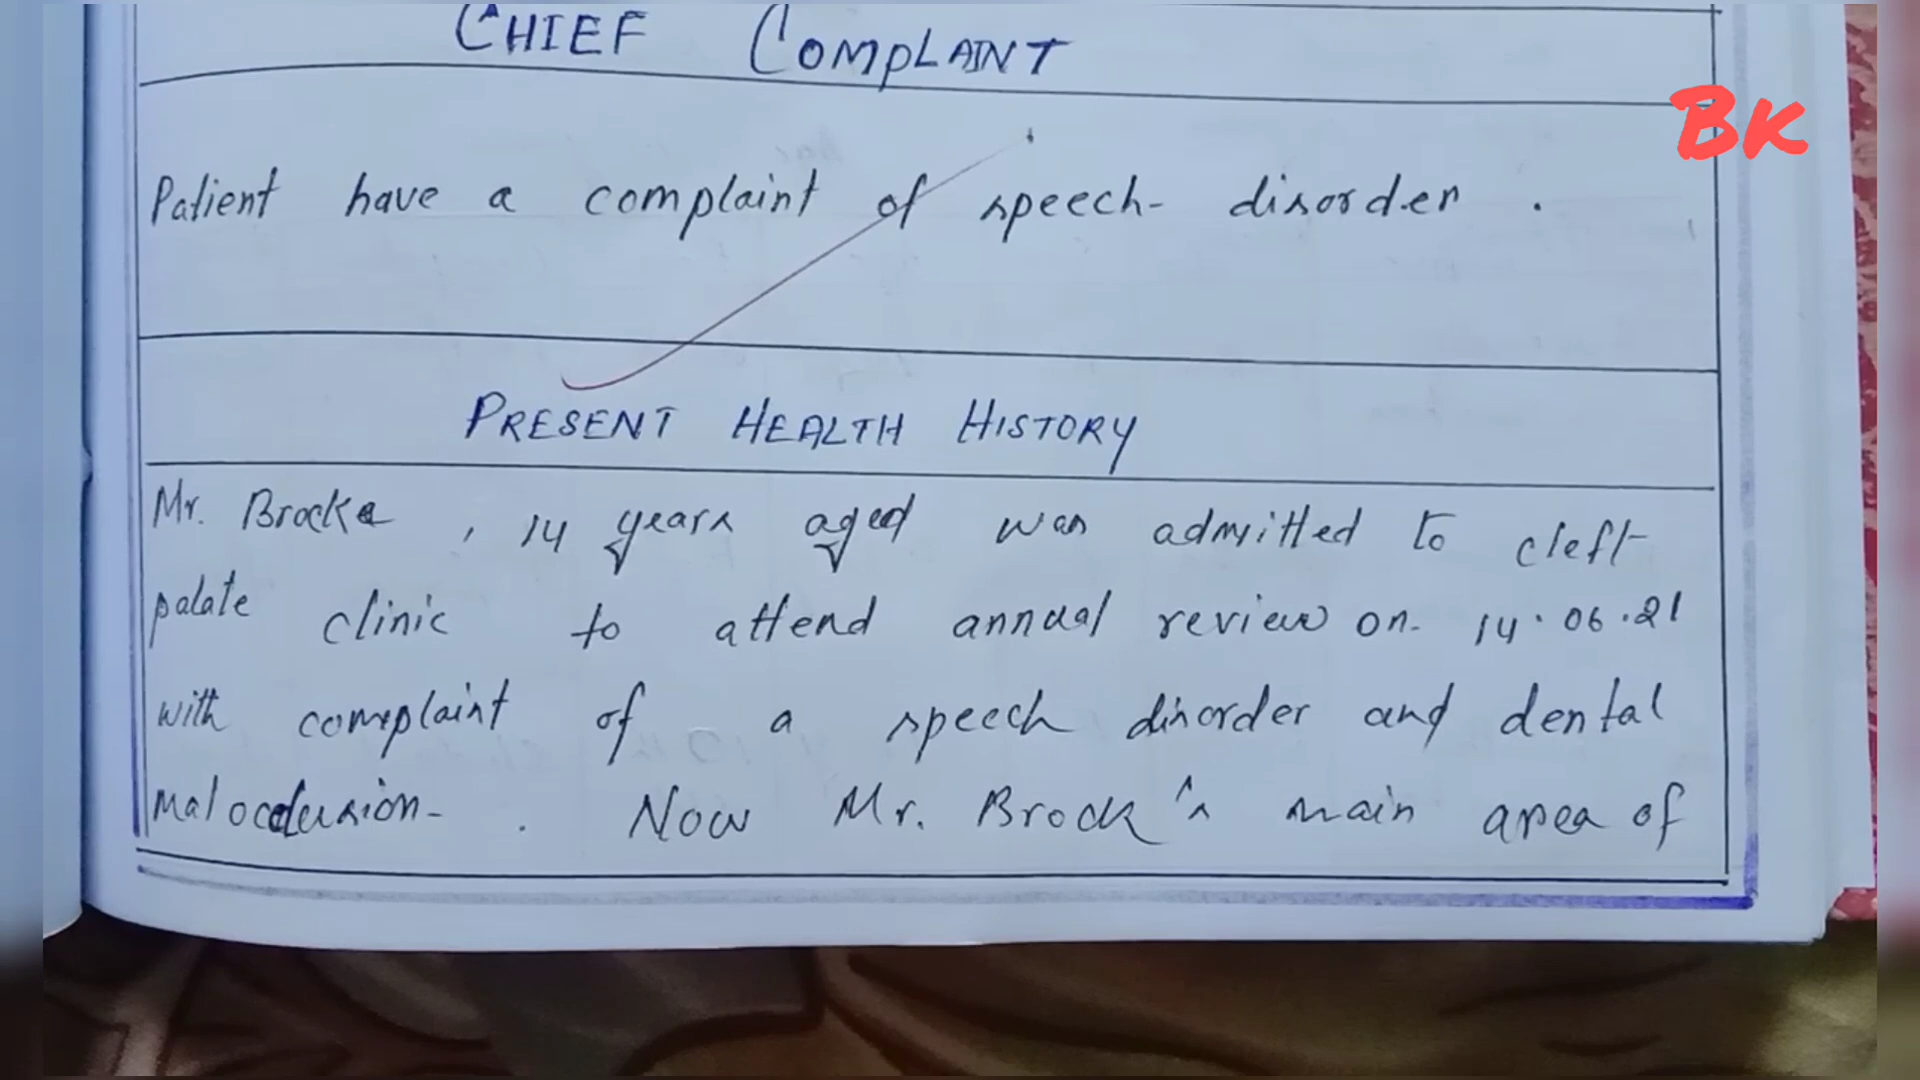 CHIEF COMPLAINT
BK
Patient have a complaint of speech disorder.
PRESENT HEALTH HISTORY
Mr. Brocke, 14 years aged was admitted to cleft
palate clinic to attend annual review on 14.06.21
with complaint of a speech disorder and dental
malocclusion. Now Mr. Brock's main area of